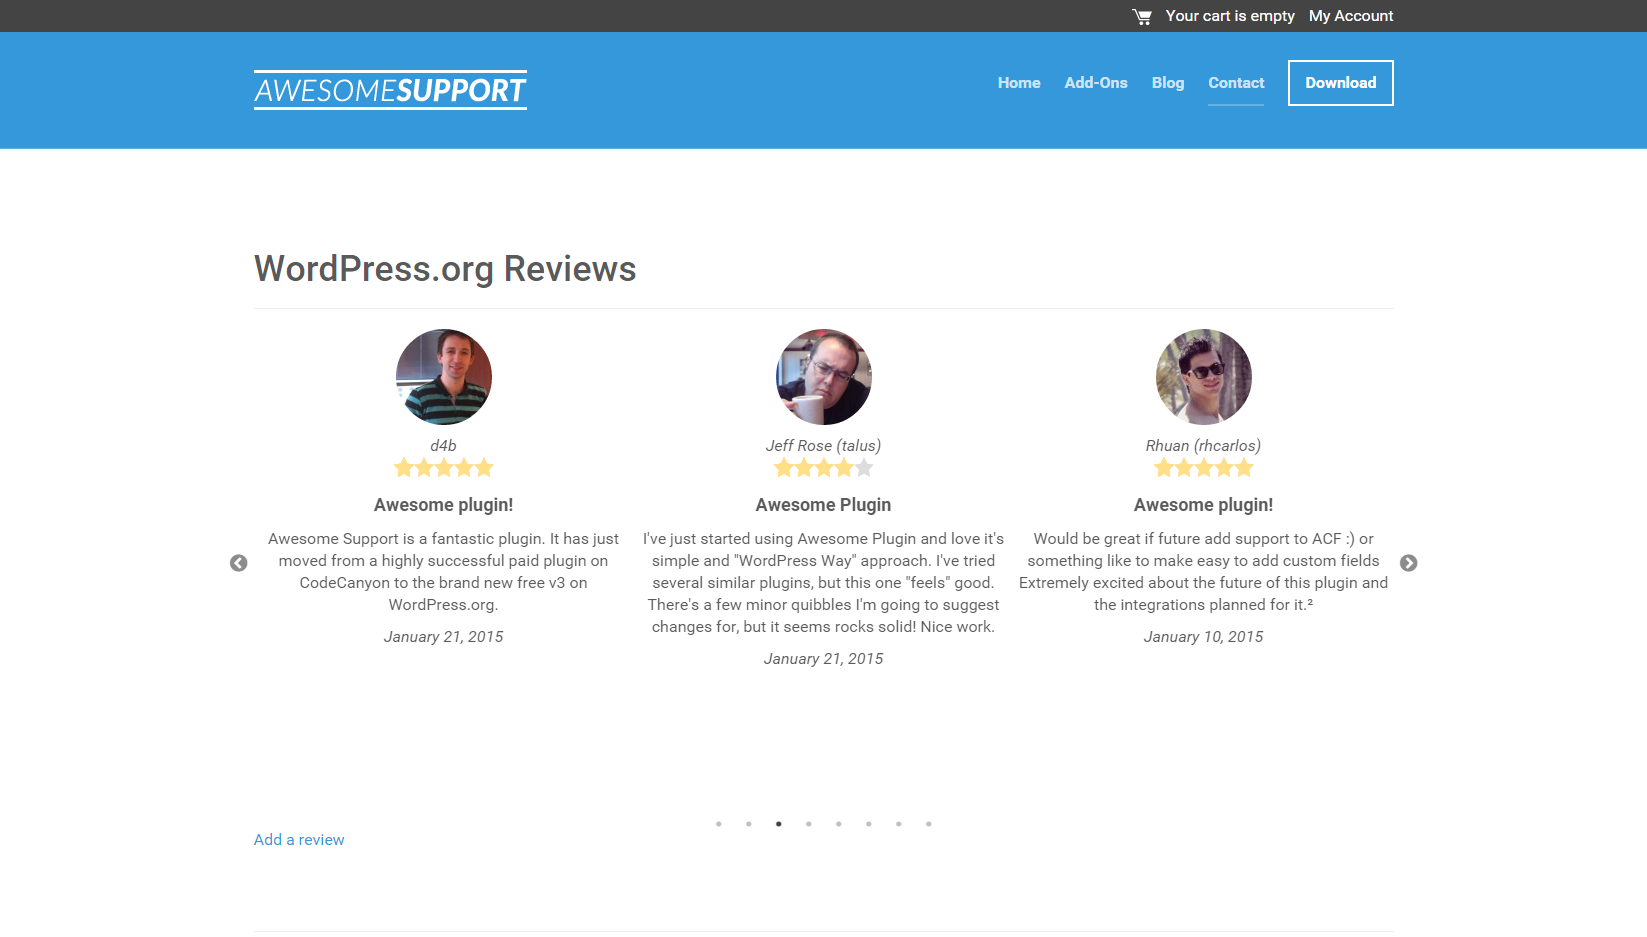 Your cart is empty My Account
AWESOMESUPPORT
Home Add-Ons Blog Contact Download
WordPress.org Reviews
d4b
Awesome plugin!
Awesome Support is a fantastic plugin. It has just
moved from a highly successful paid plugin on
CodeCanyon to the brand new free v3 on
WordPress.org.
January 21, 2015
Jeff Rose (talus)
Awesome Plugin
I've just started using Awesome Plugin and love it's
simple and "WordPress Way" approach. I've tried
several similar plugins, but this one "feels" good.
There's a few minor quibbles I'm going to suggest
changes for, but it seems rocks solid! Nice work.
January 21, 2015
Rhuan (rhcarlos)
Awesome plugin!
Would be great if future add support to ACF :) or
something like to make easy to add custom fields
Extremely excited about the future of this plugin and
the integrations planned for it.²
January 10, 2015
Add a review